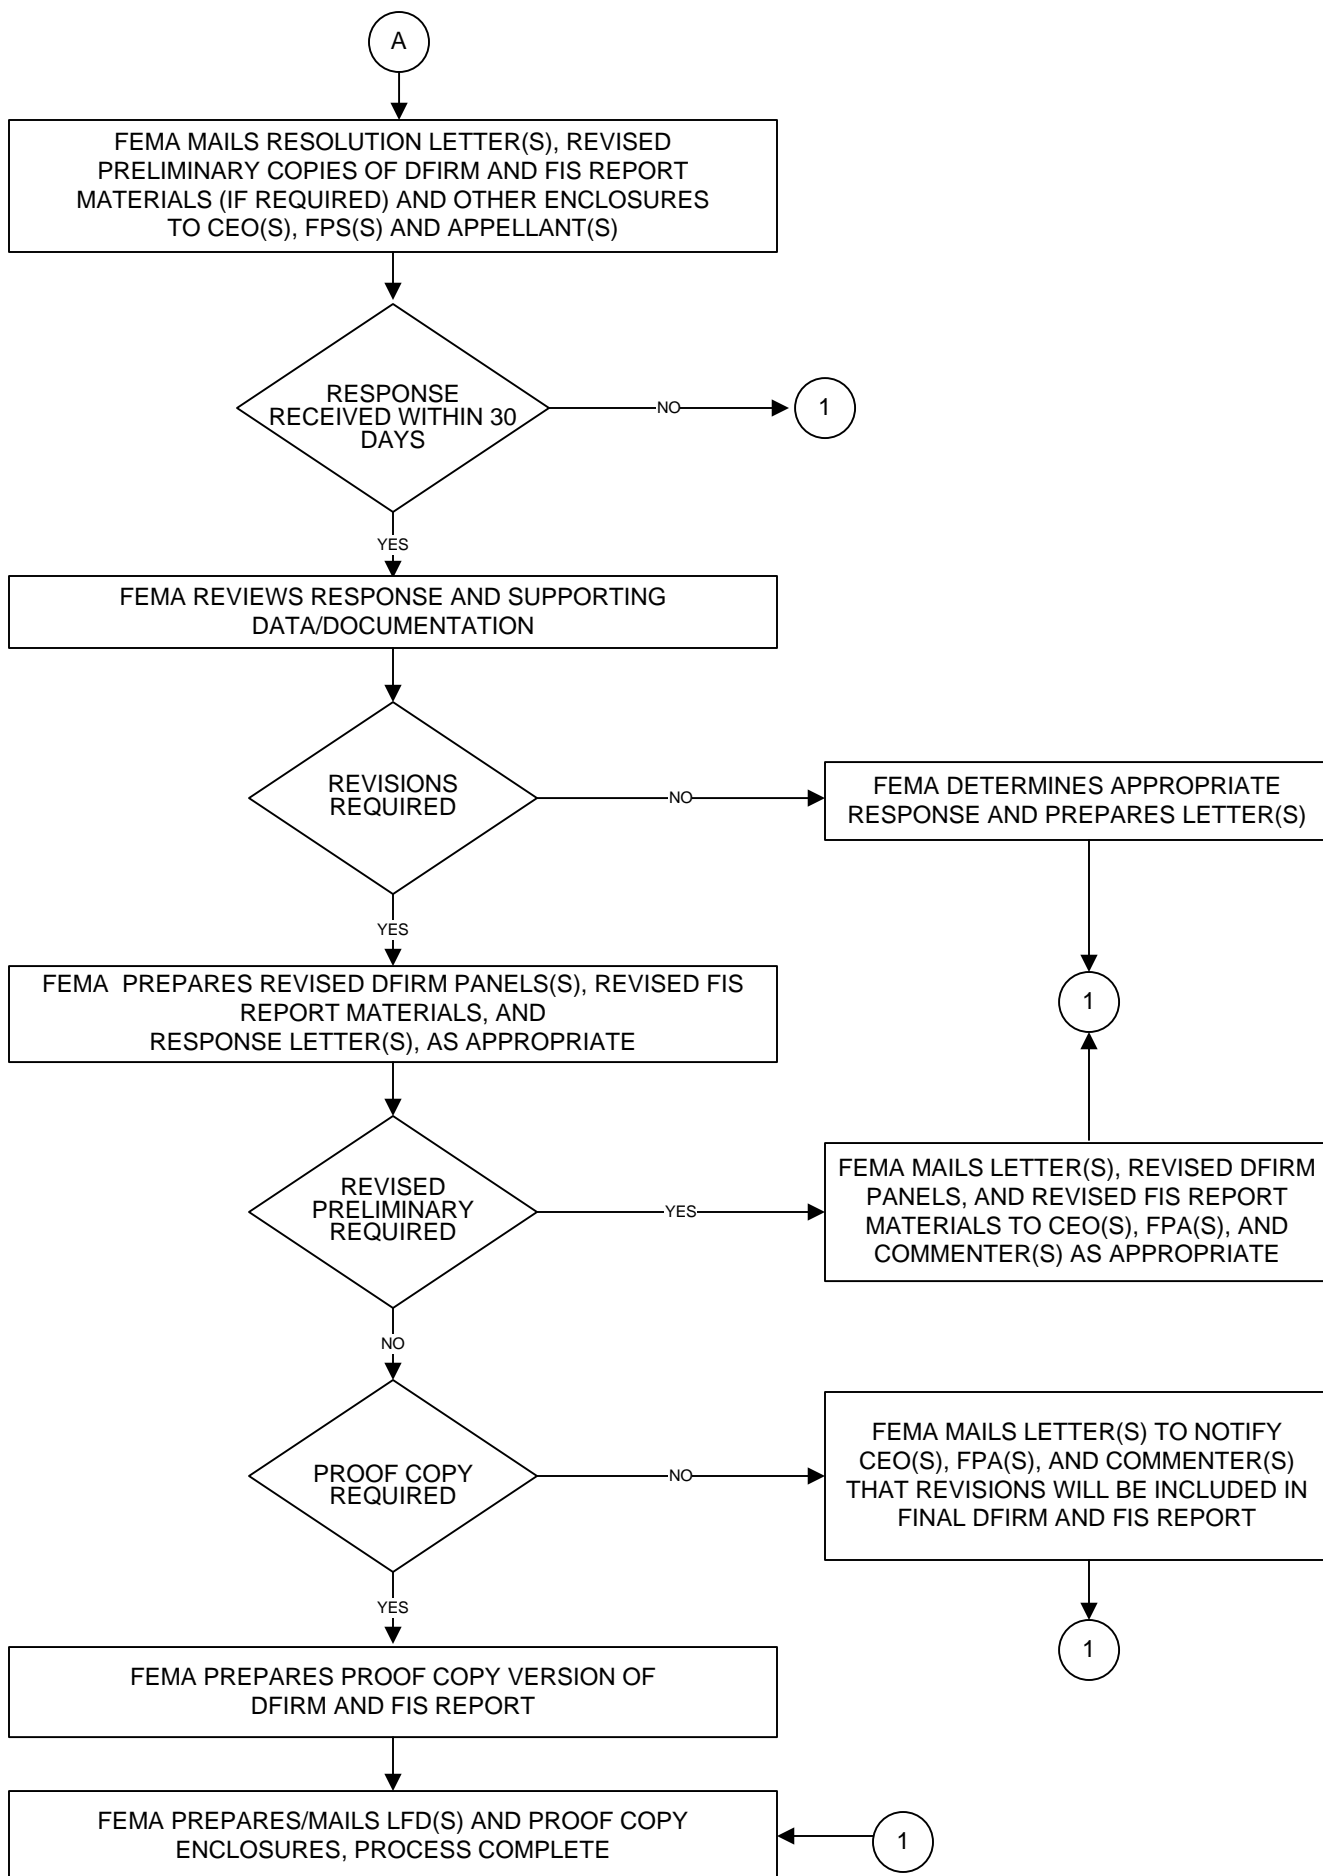 A
FEMA MAILS RESOLUTION LETTER(S), REVISED
PRELIMINARY COPIES OF DFIRM AND FIS REPORT
MATERIALS (IF REQUIRED) AND OTHER ENCLOSURES
TO CEO(S), FPS(S) AND APPELLANT(S)
RESPONSE
RECEIVED WITHIN 30
DAYS
NO
1
YES
FEMA REVIEWS RESPONSE AND SUPPORTING
DATA/DOCUMENTATION
REVISIONS
REQUIRED
NO
FEMA DETERMINES APPROPRIATE
RESPONSE AND PREPARES LETTER(S)
1
YES
FEMA PREPARES REVISED DFIRM PANELS(S), REVISED FIS
REPORT MATERIALS, AND
RESPONSE LETTER(S), AS APPROPRIATE
REVISED
PRELIMINARY
REQUIRED
YES
FEMA MAILS LETTER(S), REVISED DFIRM
PANELS, AND REVISED FIS REPORT
MATERIALS TO CEO(S), FPA(S), AND
COMMENTER(S) AS APPROPRIATE
NO
PROOF COPY
REQUIRED
NO
FEMA MAILS LETTER(S) TO NOTIFY
CEO(S), FPA(S), AND COMMENTER(S)
THAT REVISIONS WILL BE INCLUDED IN
FINAL DFIRM AND FIS REPORT
1
YES
FEMA PREPARES PROOF COPY VERSION OF
DFIRM AND FIS REPORT
FEMA PREPARES/MAILS LFD(S) AND PROOF COPY
ENCLOSURES, PROCESS COMPLETE
1